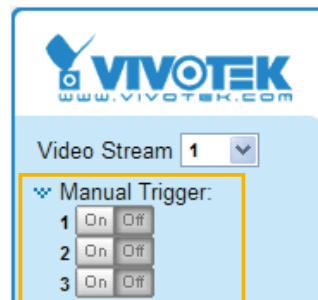 VIVOTEK
www.vivotek.com
Video Stream 1
Manual Trigger:
1 On Off
2 On Off
3 On Off